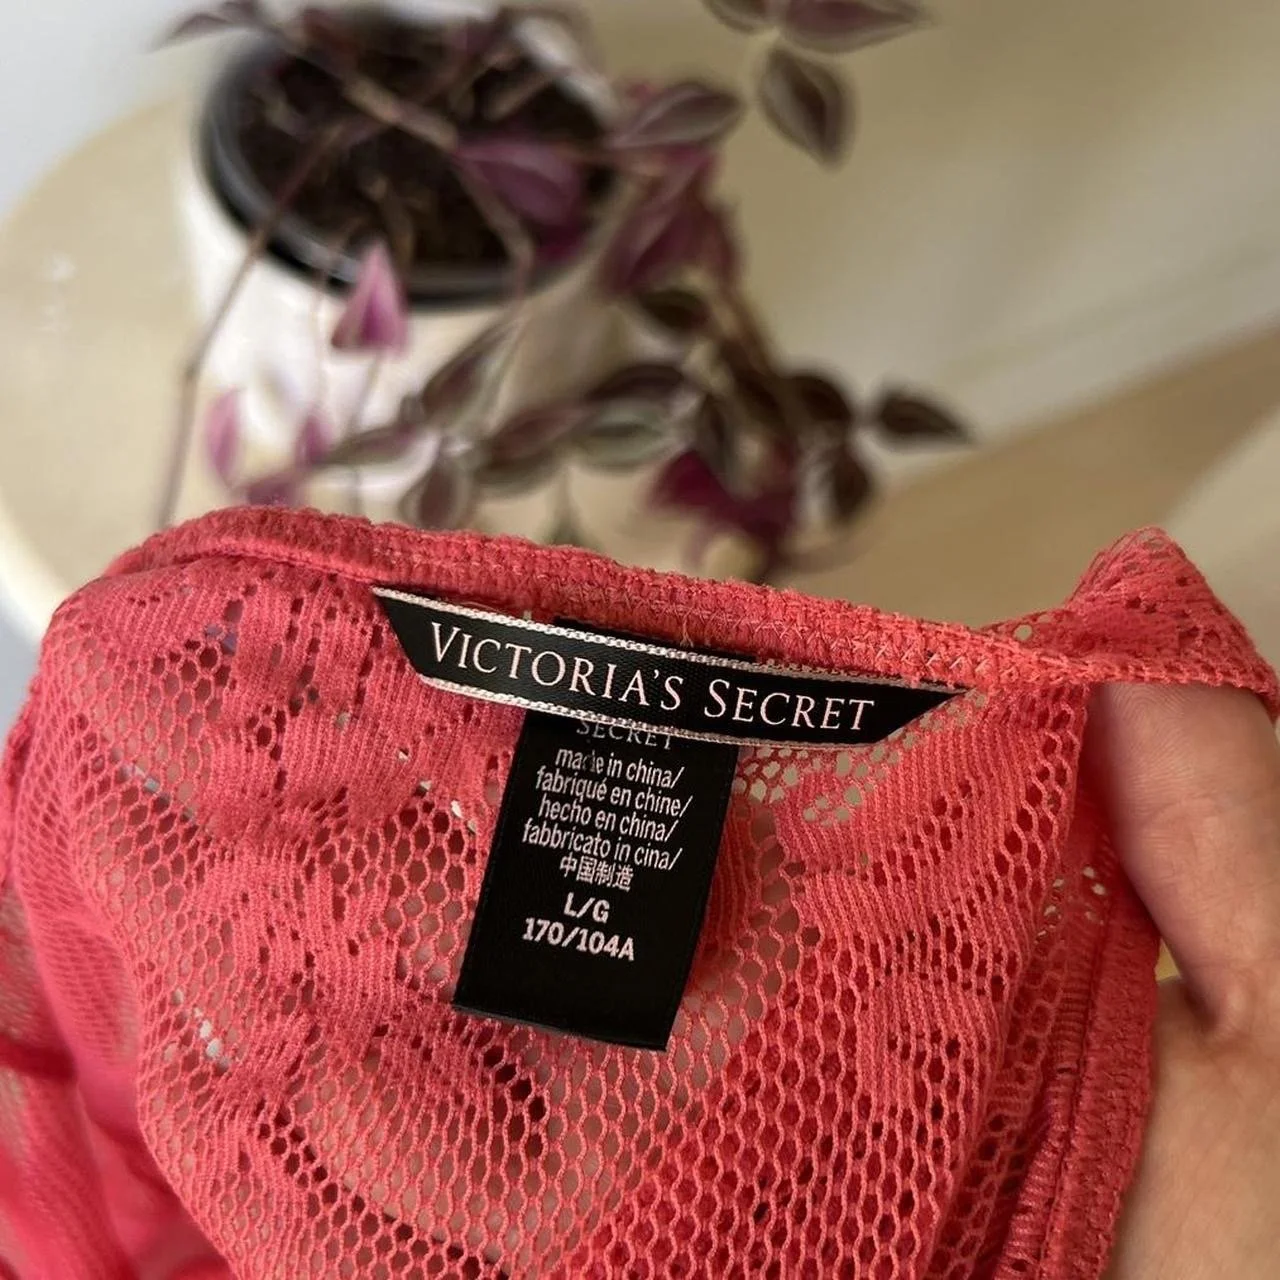 VICTORIA'S SECRET
SECRET
made in china/
fabriqué en chine/
hecho en china/
fabbricato in cina/
中国制造
L/G
170/104A